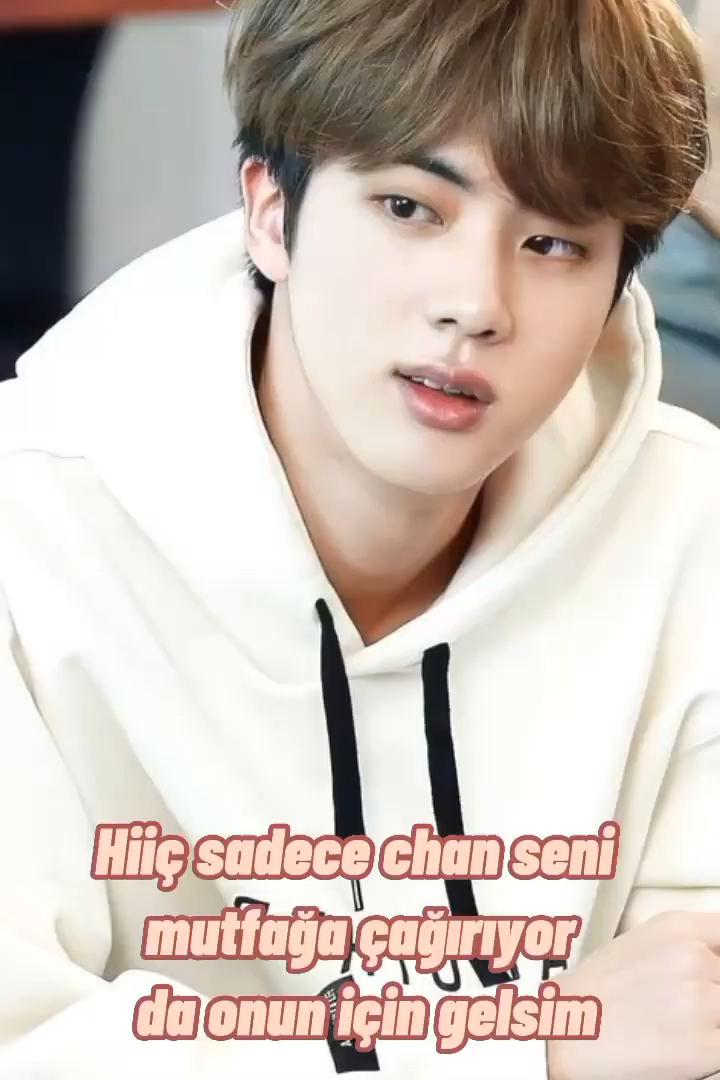 Hiiç sadece chan seni
mutfağa çağırıyor
da onun için gelsim